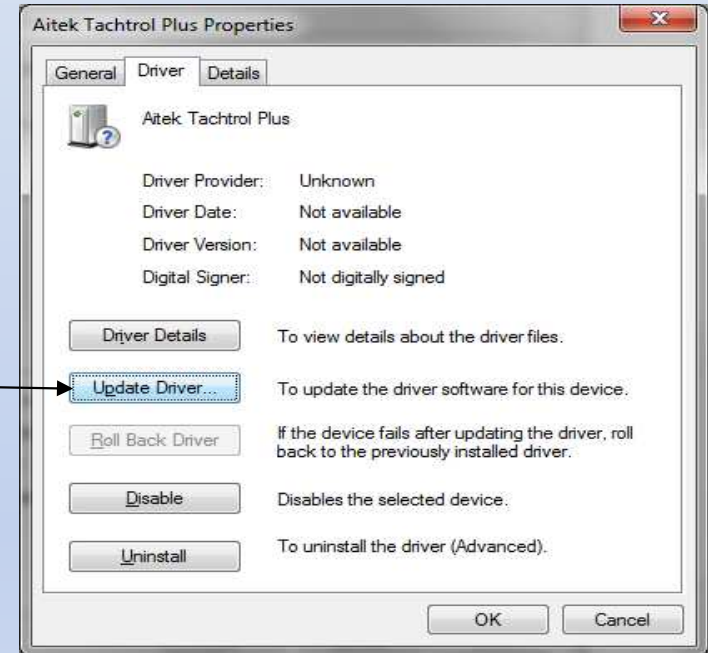 Aitek Tachtrol Plus Properties
General Driver Details
Aitek Tachtrol Plus
Driver Provider: Unknown
Driver Date: Not available
Driver Version: Not available
Digital Signer: Not digitally signed
Driver Details To view details about the driver files.
Update Driver... To update the driver software for this device.
Roll Back Driver If the device fails after updating the driver, roll
back to the previously installed driver.
Disable Disables the selected device.
Uninstall To uninstall the driver (Advanced).
OK Cancel